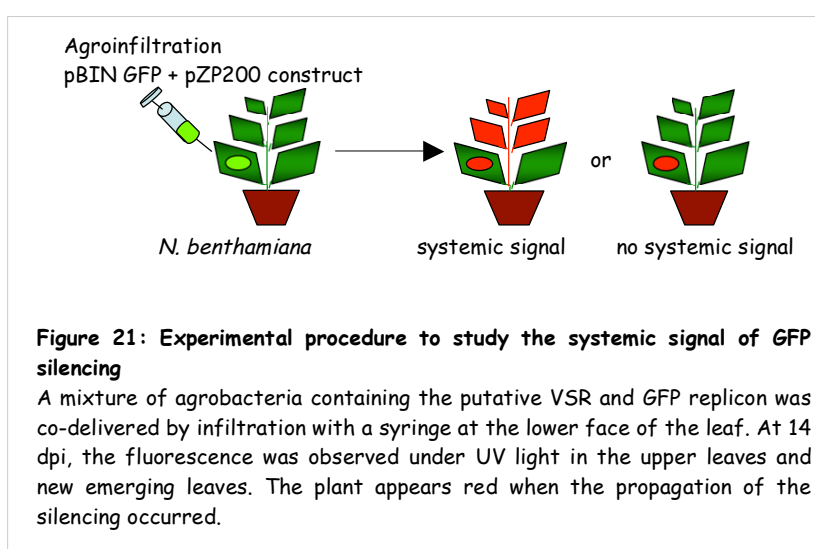 Agroinfiltration
pBIN GFP + pZP200 construct
or
N. benthamiana
systemic signal
no systemic signal
Figure 21: Experimental procedure to study the systemic signal of GFP
silencing
A mixture of agrobacteria containing the putative VSR and GFP replicon was
co-delivered by infiltration with a syringe at the lower face of the leaf. At 14
dpi, the fluorescence was observed under UV light in the upper leaves and
new emerging leaves. The plant appears red when the propagation of the
silencing occurred.